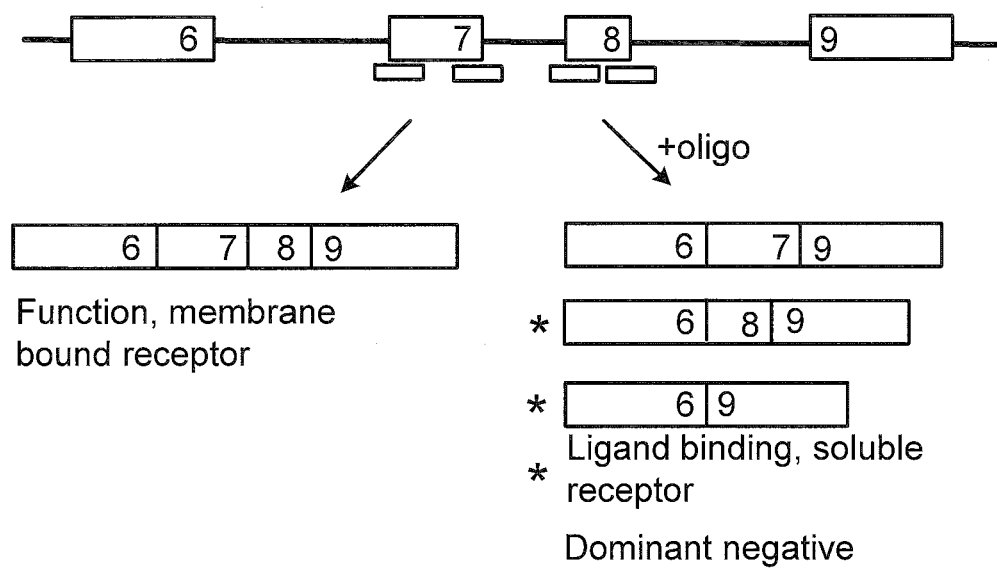 6 7 8 9
+oligo
6 7 8 9
6 7 9
Function, membrane
bound receptor
* 6 8 9
* 6 9
* Ligand binding, soluble
receptor
Dominant negative